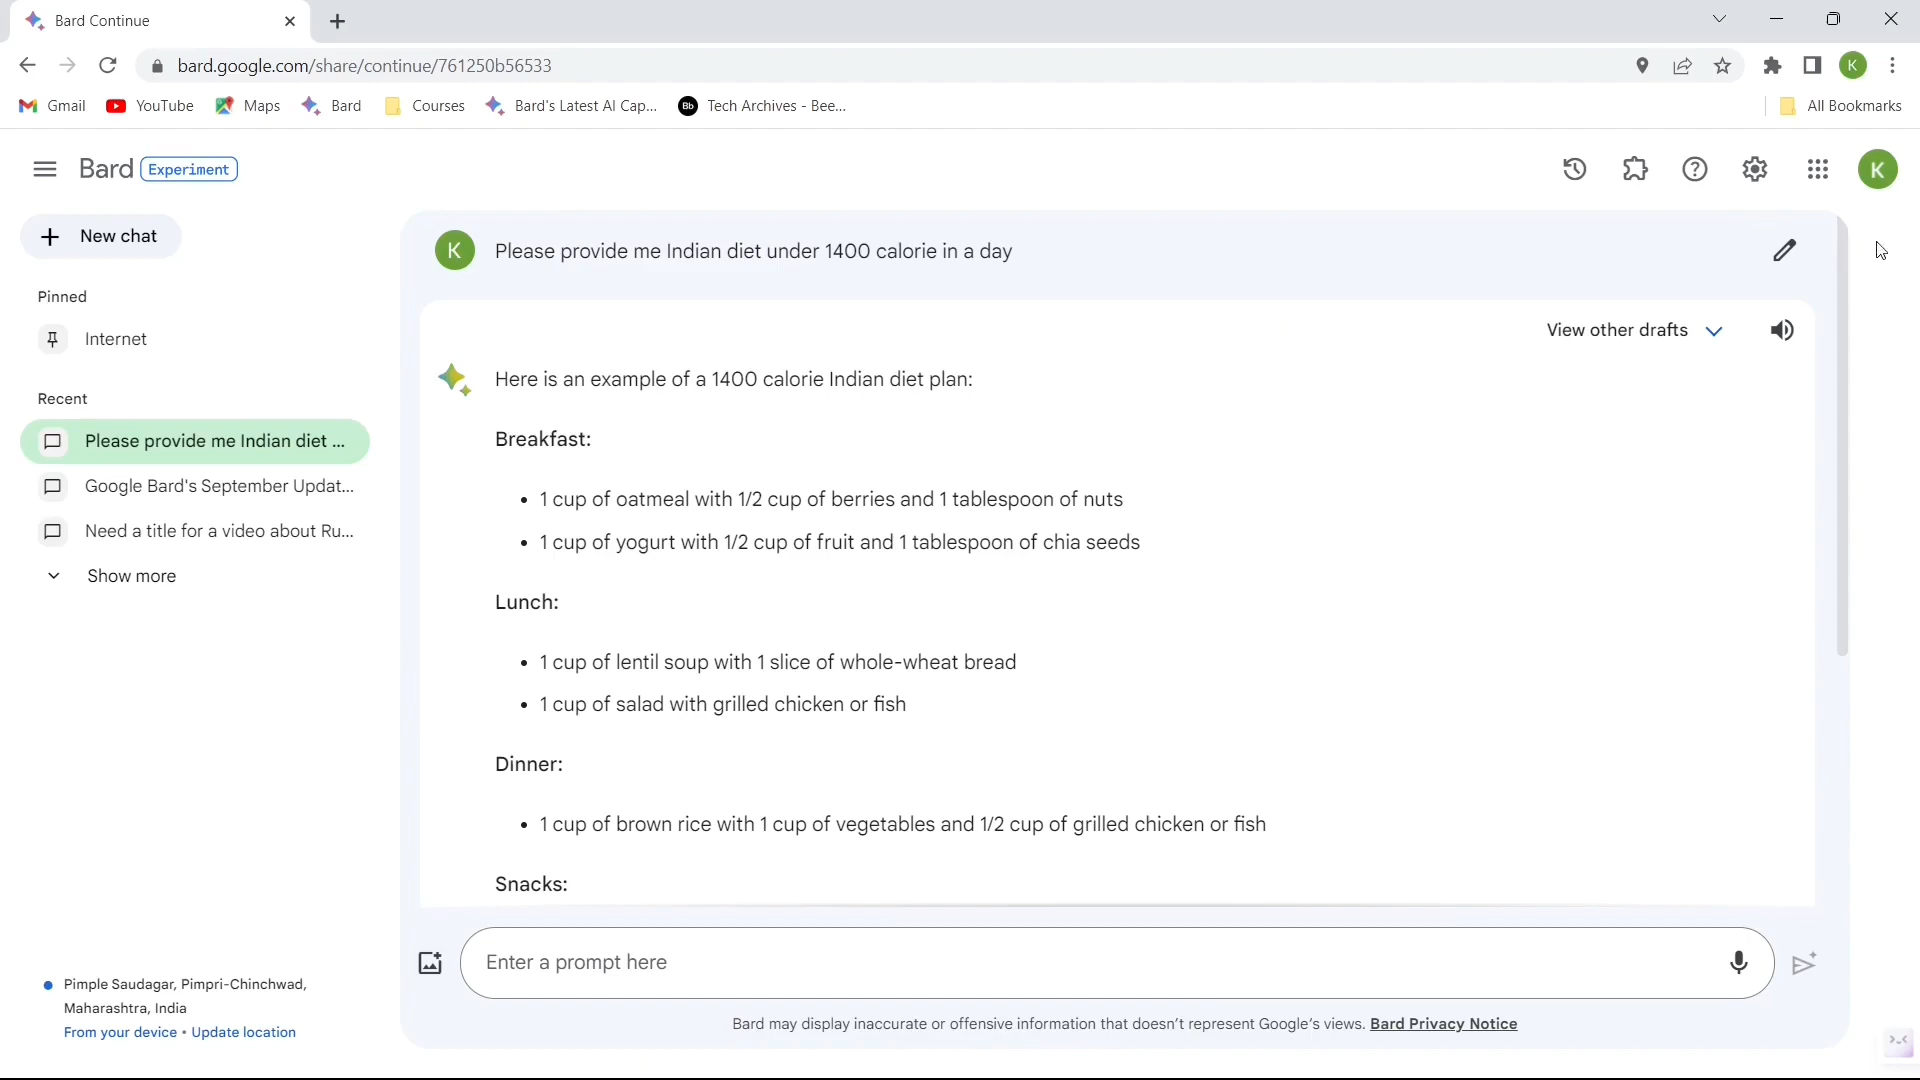 Bard Continue
bard.google.com/share/continue/761250b56533
K
Gmail
YouTube
Maps
Bard
Courses
Bard's Latest AI Cap...
Bb
Tech Archives - Bee...
All Bookmarks
Bard
Experiment
K
New chat
Pinned
Internet
Recent
Please provide me Indian diet ...
Google Bard's September Updat...
Need a title for a video about Ru...
Show more
Pimple Saudagar, Pimpri-Chinchwad,
Maharashtra, India
From your device • Update location
K
Please provide me Indian diet under 1400 calorie in a day
View other drafts
Here is an example of a 1400 calorie Indian diet plan:
Breakfast:
• 1 cup of oatmeal with 1/2 cup of berries and 1 tablespoon of nuts
• 1 cup of yogurt with 1/2 cup of fruit and 1 tablespoon of chia seeds
Lunch:
• 1 cup of lentil soup with 1 slice of whole-wheat bread
• 1 cup of salad with grilled chicken or fish
Dinner:
• 1 cup of brown rice with 1 cup of vegetables and 1/2 cup of grilled chicken or fish
Snacks:
Enter a prompt here
Bard may display inaccurate or offensive information that doesn't represent Google's views. Bard Privacy Notice